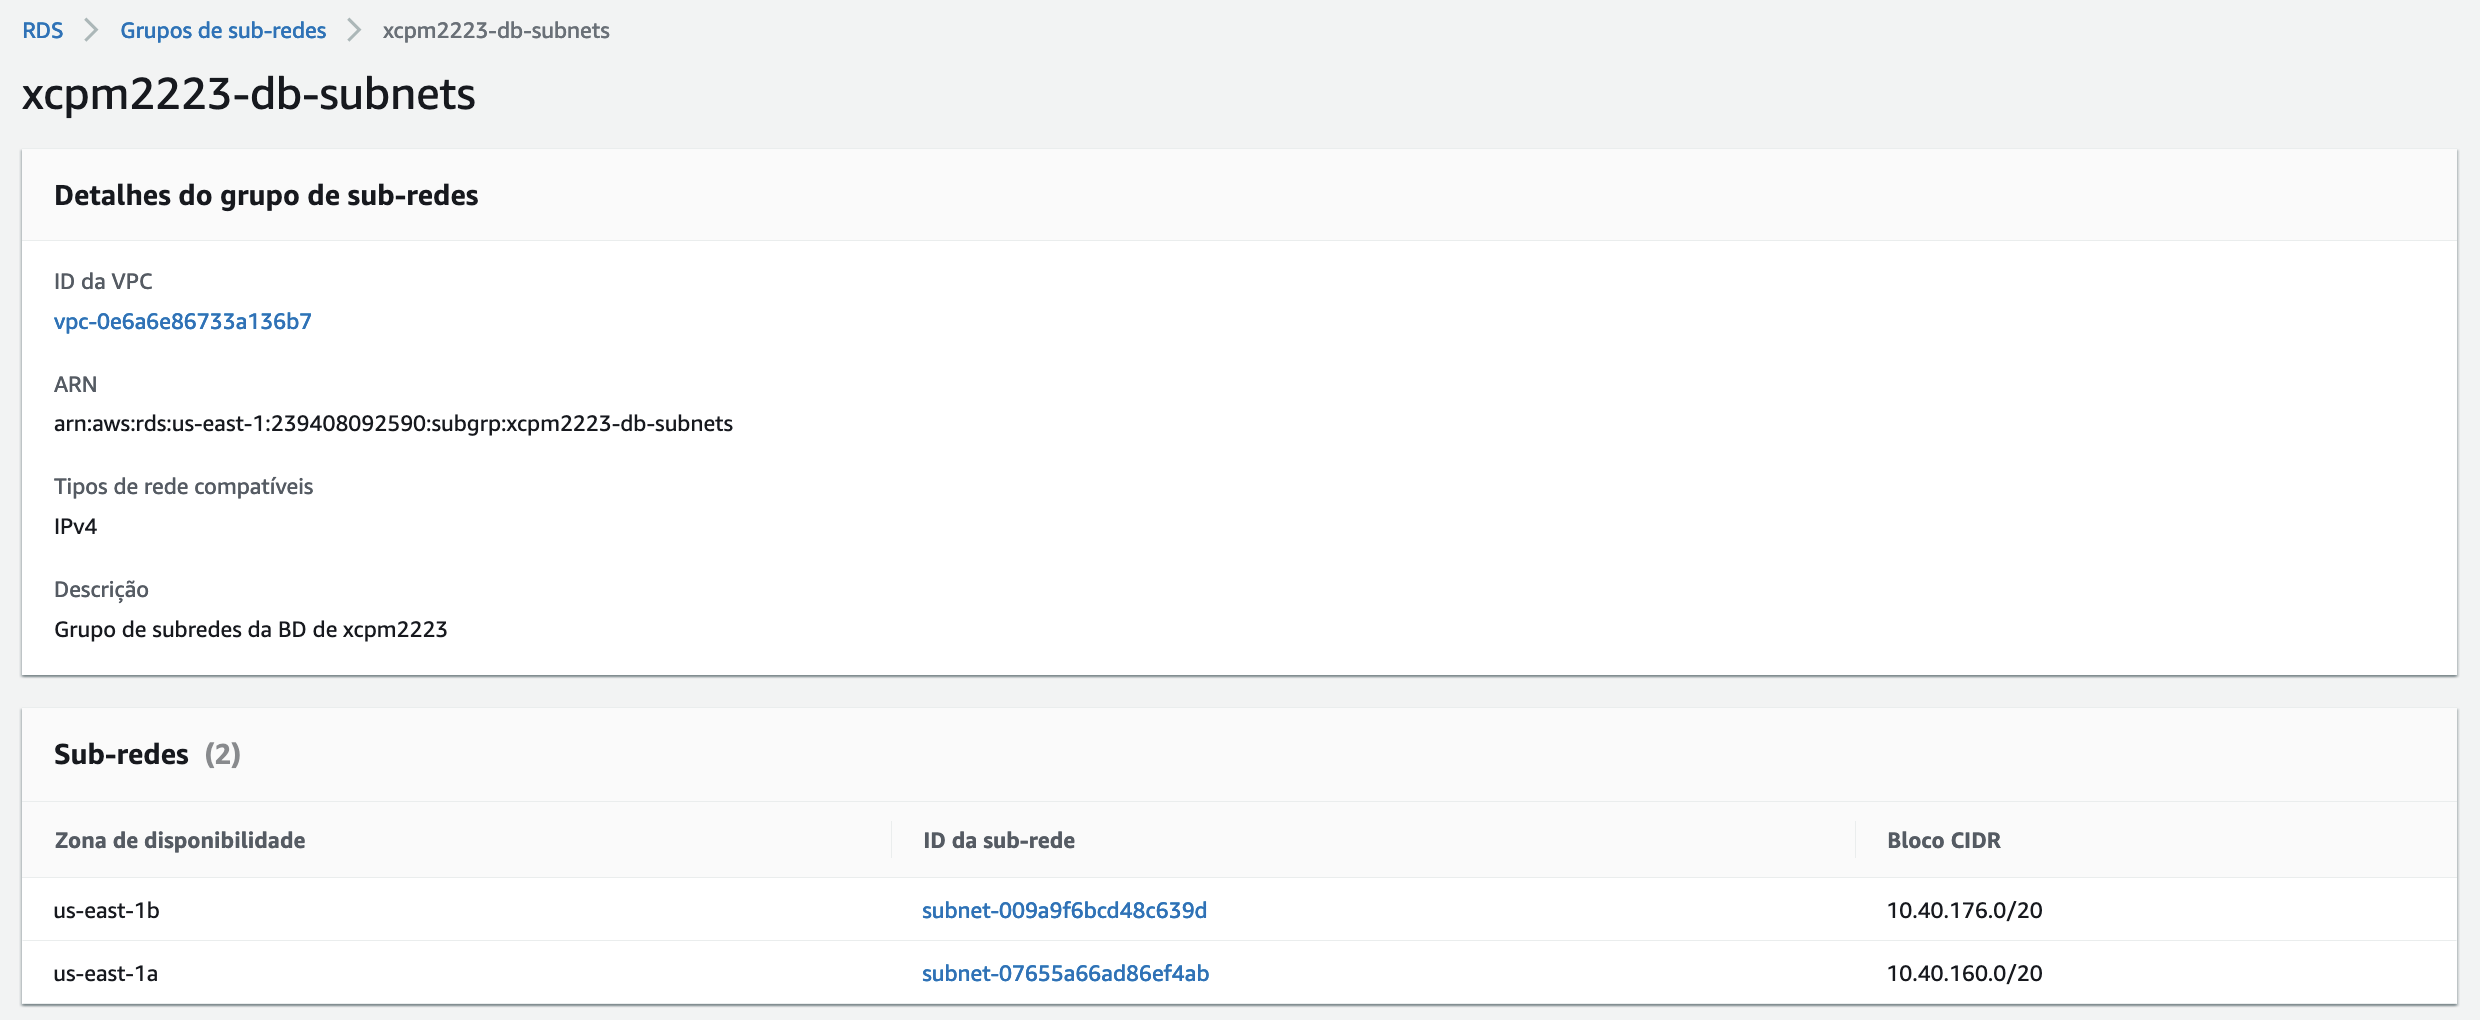 RDS > Grupos de sub-redes > xcpm2223-db-subnets
xcpm2223-db-subnets
Detalhes do grupo de sub-redes
ID da VPC
vpc-0e6a6e86733a136b7
ARN
arn:aws:rds:us-east-1:239408092590:subgrp:xcpm2223-db-subnets
Tipos de rede compatíveis
IPv4
Descrição
Grupo de subredes da BD de xcpm2223
Sub-redes (2)
Zona de disponibilidade ID da sub-rede Bloco CIDR
us-east-1b subnet-009a9f6bcd48c639d 10.40.176.0/20
us-east-1a subnet-07655a66ad86ef4ab 10.40.160.0/20